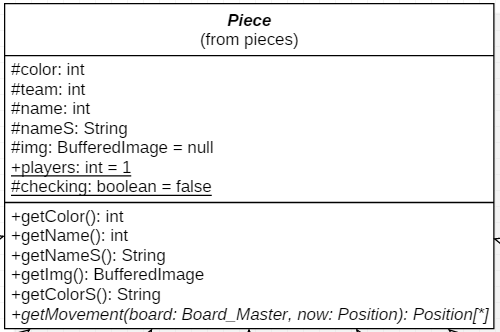 Piece
(from pieces)
#color: int
#team: int
#name: int
#nameS: String
#img: BufferedImage = null
+players: int = 1
#checking: boolean = false
+getColor(): int
+getName(): int
+getNameS(): String
+getImg(): BufferedImage
+getColorS(): String
+getMovement(board: Board_Master, now: Position): Position[*]